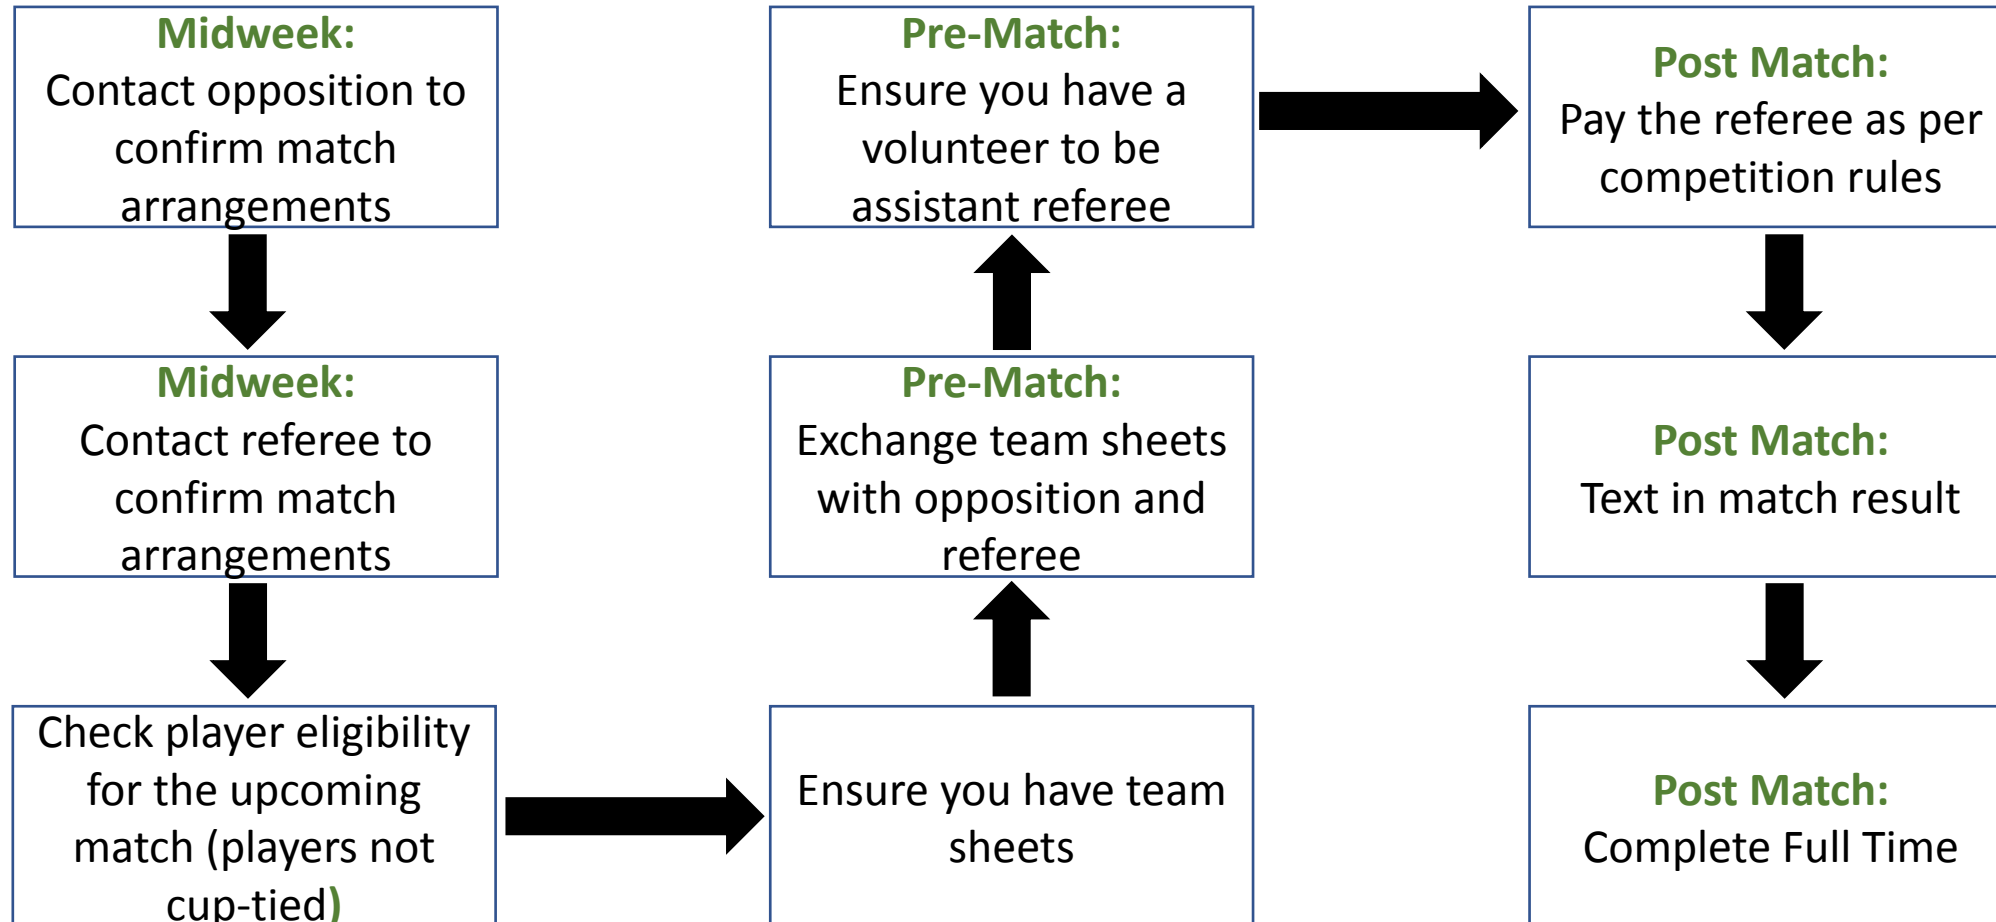 Midweek:
Contact opposition to
confirm match
arrangements
Midweek:
Contact referee to
confirm match
arrangements
Check player eligibility
for the upcoming
match (players not
cup-tied)
Ensure you have team
sheets
Pre-Match:
Exchange team sheets
with opposition and
referee
Pre-Match:
Ensure you have a
volunteer to be
assistant referee
Post Match:
Pay the referee as per
competition rules
Post Match:
Text in match result
Post Match:
Complete Full Time